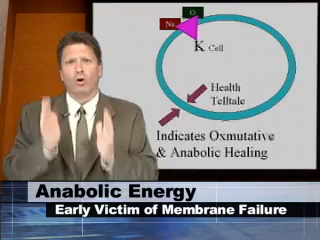 O
Na
K Cell
Health
Telltale
Indicates Oxmutative
& Anabolic Healing
Anabolic Energy
Early Victim of Membrane Failure